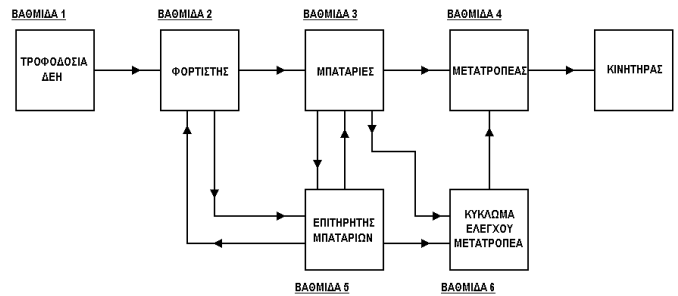 ΒΑΘΜΙΔΑ 1
ΒΑΘΜΙΔΑ 2
ΒΑΘΜΙΔΑ 3
ΒΑΘΜΙΔΑ 4
ΤΡΟΦΟΔΟΣΙΑ
ΔΕΗ
ΦΟΡΤΙΣΤΗΣ
ΜΠΑΤΑΡΙΕΣ
ΜΕΤΑΤΡΟΠΕΑΣ
ΚΙΝΗΤΗΡΑΣ
ΕΠΙΤΗΡΗΤΗΣ
ΜΠΑΤΑΡΙΩΝ
ΚΥΚΛΩΜΑ
ΕΛΕΓΧΟΥ
ΜΕΤΑΤΡΟΠΕΑ
ΒΑΘΜΙΔΑ 5
ΒΑΘΜΙΔΑ 6